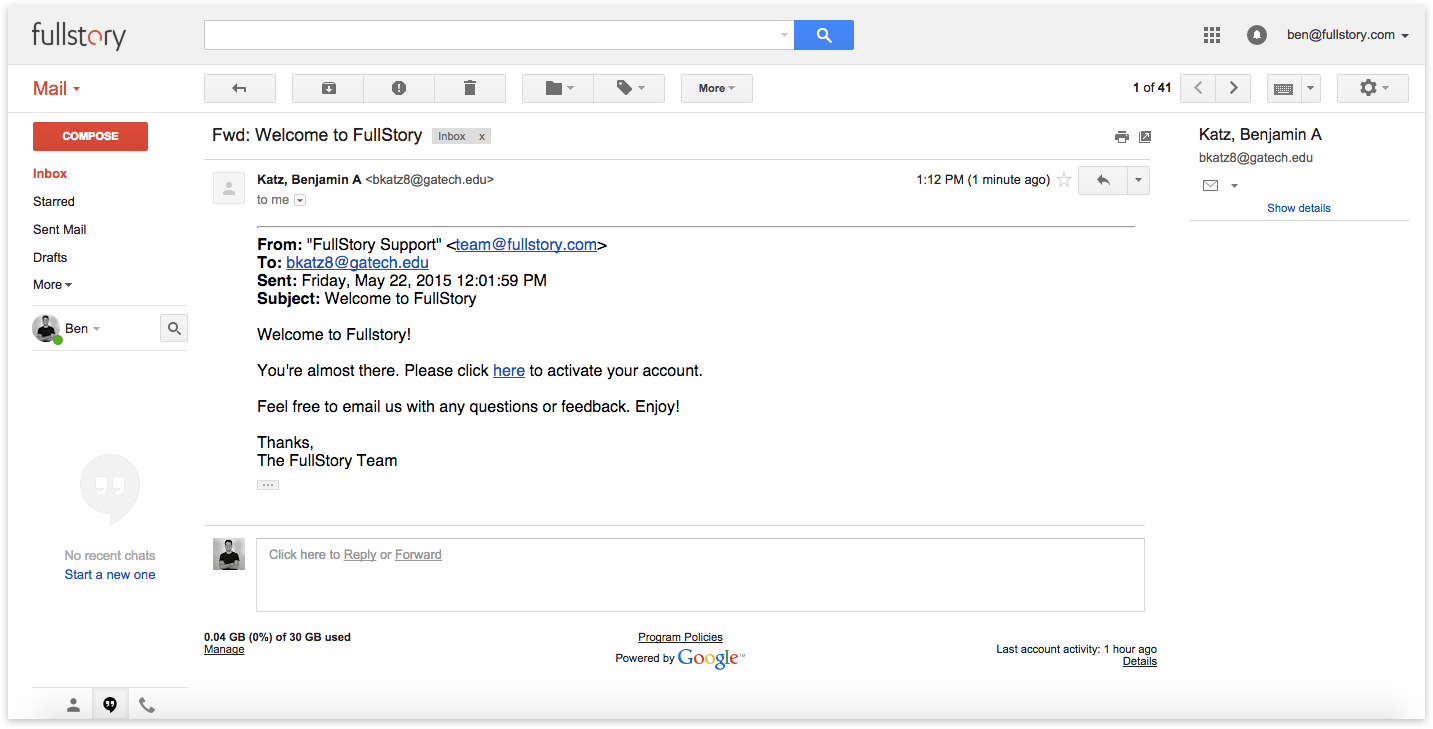 fullstory
ben@fullstory.com
Mail
More
1 of 41
COMPOSE
Inbox
Starred
Sent Mail
Drafts
More
Ben
No recent chats
Start a new one
Fwd: Welcome to FullStory Inbox x
Katz, Benjamin A <bkatz8@gatech.edu>
1:12 PM (1 minute ago)
to me
From: "FullStory Support" <team@fullstory.com>
To: bkatz8@gatech.edu
Sent: Friday, May 22, 2015 12:01:59 PM
Subject: Welcome to FullStory
Welcome to Fullstory!
You're almost there. Please click here to activate your account.
Feel free to email us with any questions or feedback. Enjoy!
Thanks,
The FullStory Team
Click here to Reply or Forward
0.04 GB (0%) of 30 GB used
Manage
Program Policies
Powered by Google™
Last account activity: 1 hour ago
Details
Katz, Benjamin A
bkatz8@gatech.edu
Show details